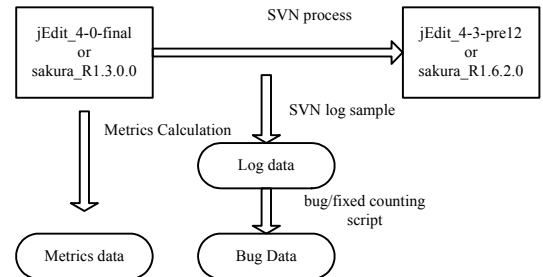 SVN process
jEdit_4-0-final
or
sakura_R1.3.0.0
jEdit_4-3-pre12
or
sakura_R1.6.2.0
SVN log sample
Metrics Calculation
Log data
bug/fixed counting
script
Metrics data
Bug Data